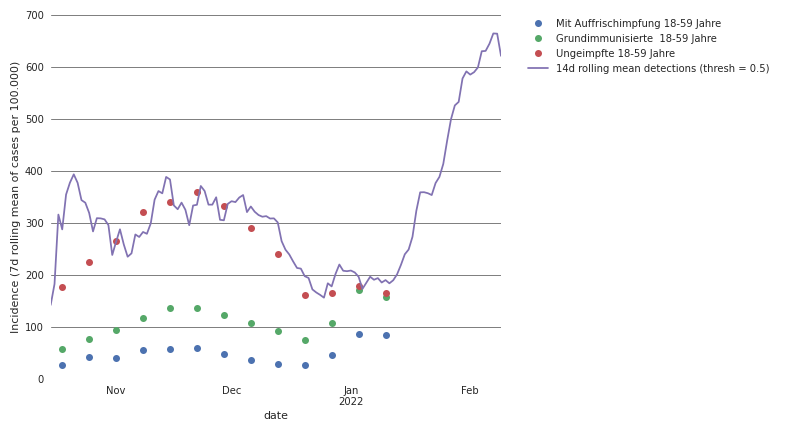 700
600
500
400
300
200
100
0
Incidence (7d rolling mean of cases per 100.000)
Nov
Dec
Jan
2022
Feb
date
Mit Auffrischimpfung 18-59 Jahre
Grundimmunisierte 18-59 Jahre
Ungeimpfte 18-59 Jahre
14d rolling mean detections (thresh = 0.5)